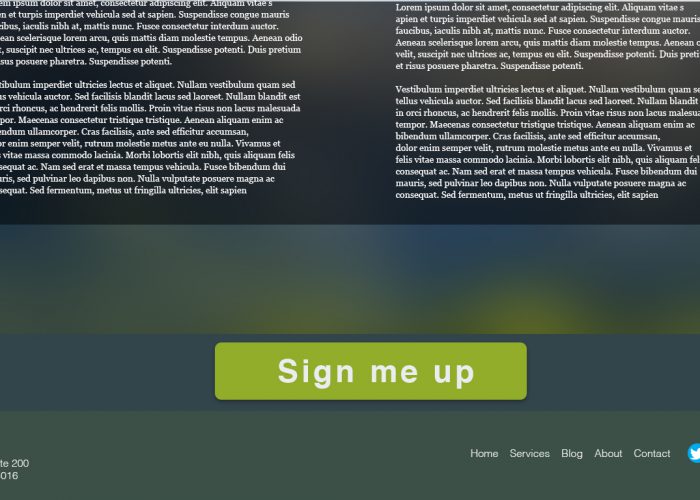 orem ipsum dolor sit amet, consectetur adipiscing elit. Aliquam vitae s
en et turpis imperdiet vehicula sed at sapien. Suspendisse congue mauris
cibus, iaculis nibh at, mattis nunc. Fusce consectetur interdum auctor.
nean scelerisque lorem arcu, quis mattis diam molestie tempus. Aenean odio
t, suscipit nec ultrices ac, tempus eu elit. Suspendisse potenti. Duis pretium
risus posuere pharetra. Suspendisse potenti.
tibulum imperdiet ultricies lectus et aliquet. Nullam vestibulum quam sed
us vehicula auctor. Sed facilisis blandit lacus sed laoreet. Nullam blandit est
orci rhoncus, ac hendrerit felis mollis. Proin vitae risus non lacus malesuada
por. Maecenas consectetur tristique tristique. Aenean aliquam enim ac
endum ullamcorper. Cras facilisis, ante sed efficitur accumsan,
or enim semper velit, rutrum molestie metus ante eu nulla. Vivamus et
s vitae massa commodo lacinia. Morbi lobortis elit nibh, quis aliquam felis
sequat ac. Nam sed erat et massa tempus vehicula. Fusce bibendum dui
uris, sed pulvinar leo dapibus non. Nulla vulputate posuere magna ac
sequat. Sed fermentum, metus ut fringilla ultricies, elit sapien
Lorem ipsum dolor sit amet, consectetur adipiscing elit. Aliquam vitae s
apien et turpis imperdiet vehicula sed at sapien. Suspendisse congue mauris
faucibus, iaculis nibh at, mattis nunc. Fusce consectetur interdum auctor.
Aenean scelerisque lorem arcu, quis mattis diam molestie tempus. Aenean o
velit, suscipit nec ultrices ac, tempus eu elit. Suspendisse potenti. Duis preti
et risus posuere pharetra. Suspendisse potenti.
Vestibulum imperdiet ultricies lectus et aliquet. Nullam vestibulum quam se
tellus vehicula auctor. Sed facilisis blandit lacus sed laoreet. Nullam blandit
in orci rhoncus, ac hendrerit felis mollis. Proin vitae risus non lacus malesua
tempor. Maecenas consectetur tristique tristique. Aenean aliquam enim ac
bibendum ullamcorper. Cras facilisis, ante sed efficitur accumsan,
dolor enim semper velit, rutrum molestie metus ante eu nulla. Vivamus et
felis vitae massa commodo lacinia. Morbi lobortis elit nibh, quis aliquam feli
consequat ac. Nam sed erat et massa tempus vehicula. Fusce bibendum dui
mauris, sed pulvinar leo dapibus non. Nulla vulputate posuere magna ac
consequat. Sed fermentum, metus ut fringilla ultricies, elit sapien
Sign me up
Home Services Blog About Contact
te 200
016